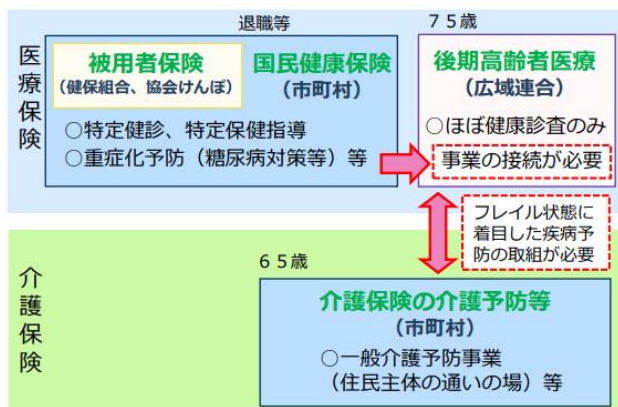 退職等
７５歳
医療保険
被用者保険
（健保組合、協会けんぽ）
国民健康保険
（市町村）
○特定健診、特定保健指導
○重症化予防（糖尿病対策等）等
後期高齢者医療
（広域連合）
○ほぼ健康診査のみ
事業の接続が必要
フレイル状態に
着目した疾病予
防の取組が必要
介護保険
６５歳
介護保険の介護予防等
（市町村）
○一般介護予防事業
（住民主体の通いの場）等